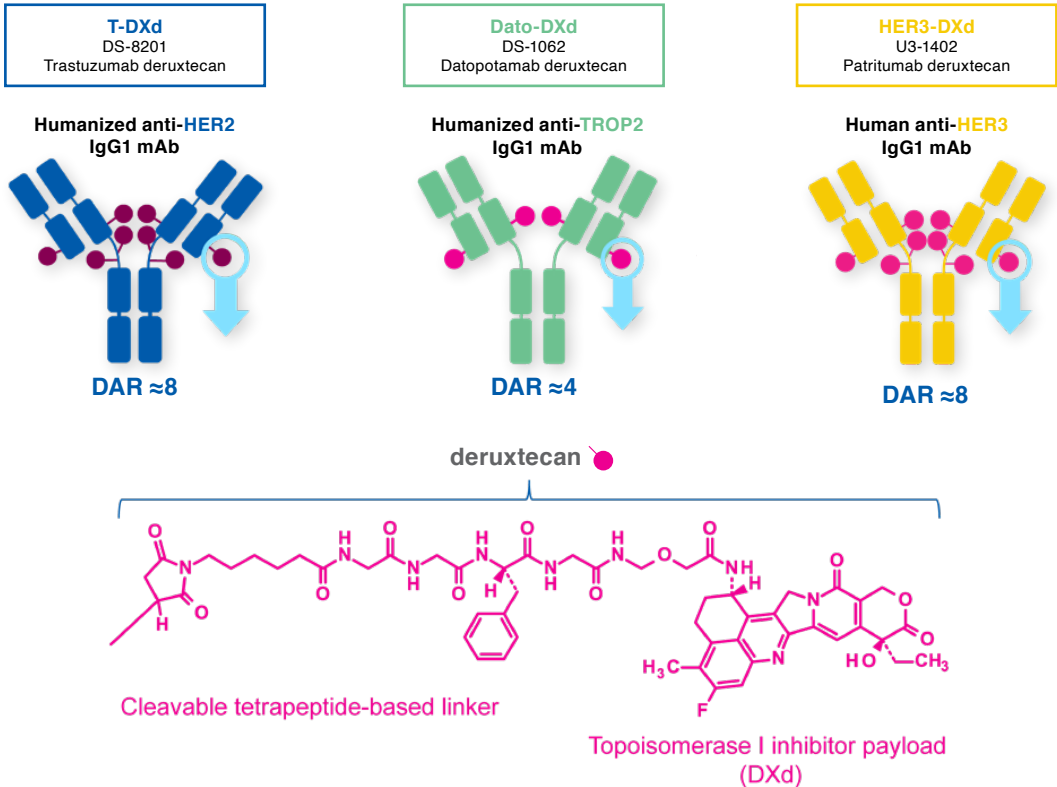 T-DXd
DS-8201
Trastuzumab deruxtecan
Dato-DXd
DS-1062
Datopotamab deruxtecan
HER3-DXd
U3-1402
Patritumab deruxtecan
Humanized anti-HER2
IgG1 mAb
Humanized anti-TROP2
IgG1 mAb
Human anti-HER3
IgG1 mAb
DAR ≈8
DAR ≈4
DAR ≈8
deruxtecan
O
N
O
H
O
H
N
O
N
H
H
N
O
H
O
N
H
O
H
N
O
O
N
H
H
N
O
O
O
N
HO
CH₃
H₃C
F
Cleavable tetrapeptide-based linker
Topoisomerase I inhibitor payload
(DXd)